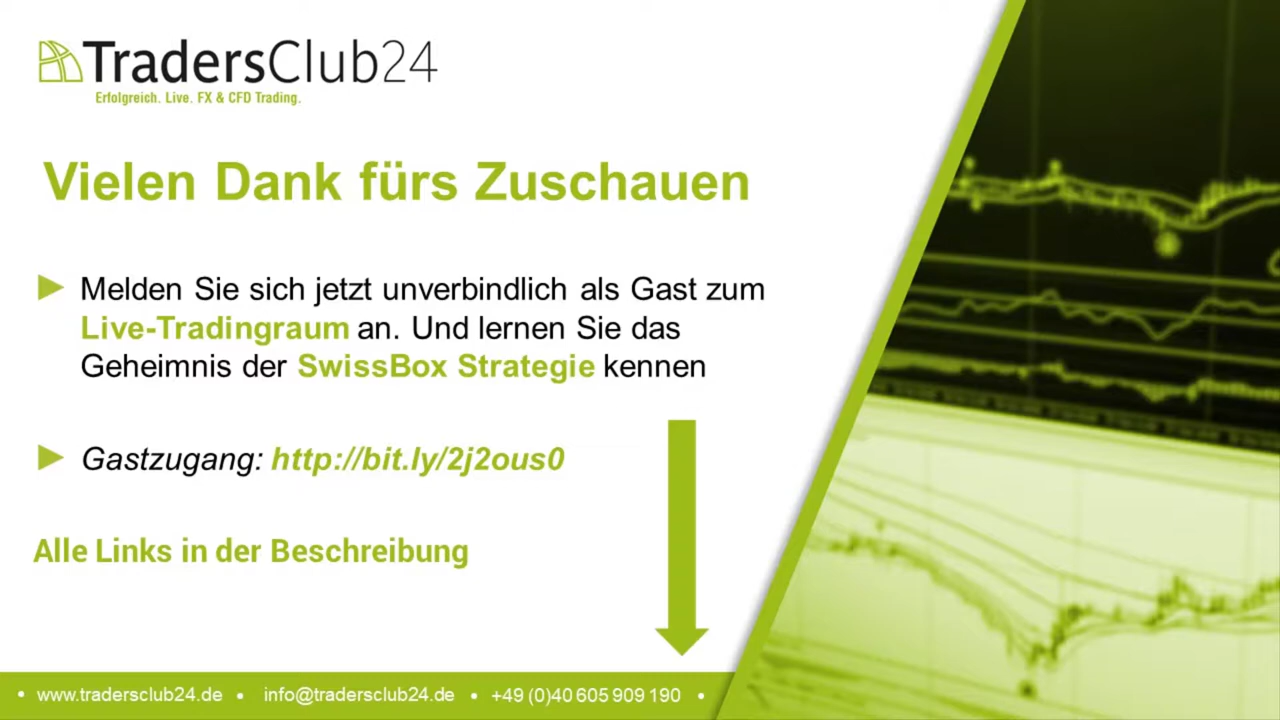 TradersClub24
Erfolgreich. Live. FX & CFD Trading.
Vielen Dank fürs Zuschauen
Melden Sie sich jetzt unverbindlich als Gast zum
Live-Tradingraum an. Und lernen Sie das
Geheimnis der SwissBox Strategie kennen
Gastzugang: http://bit.ly/2j2ous0
Alle Links in der Beschreibung
• www.tradersclub24.de • info@tradersclub24.de • +49 (0)40 605 909 190 •